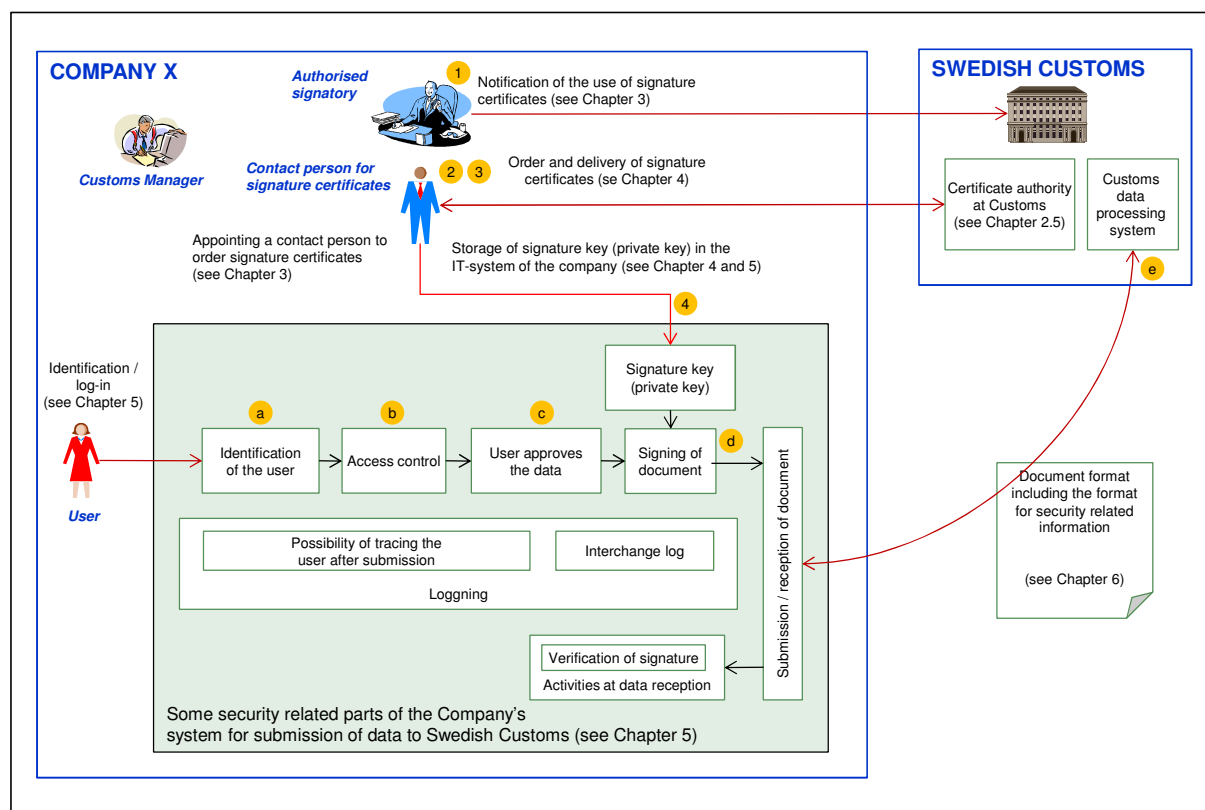 COMPANY X
SWEDISH CUSTOMS
Authorised
signatory
1
Notification of the use of signature
certificates (see Chapter 3)
Customs Manager
Contact person for
signature certificates
2
3
Order and delivery of signature
certificates (se Chapter 4)
Certificate authority
at Customs
(see Chapter 2.5)
Customs
data
processing
system
Appointing a contact person to
order signature certificates
(see Chapter 3)
Storage of signature key (private key) in the
IT-system of the company (see Chapter 4 and 5)
e
4
Identification /
log-in
(see Chapter 5)
Signature key
(private key)
a
b
c
d
Identification
of the user
Access control
User approves
the data
Signing of
document
User
Submission / reception of document
Document format
including the format
for security related
information
(see Chapter 6)
Possibility of tracing the
user after submission
Interchange log
Loggning
Verification of signature
Activities at data reception
Some security related parts of the Company's
system for submission of data to Swedish Customs (see Chapter 5)